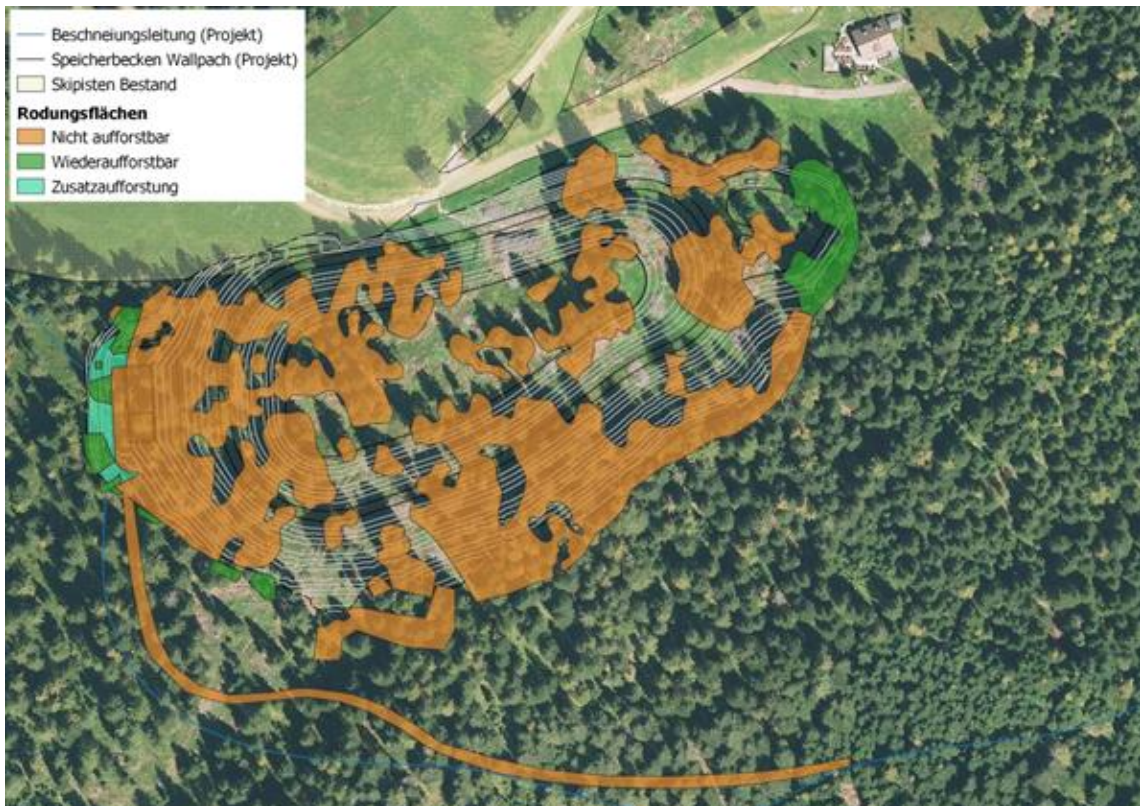 Beschneiungsleitung (Projekt)
Speicherbecken Wallpach (Projekt)
Skipisten Bestand
Rodungsflächen
Nicht aufforstbar
Wiederaufforstbar
Zusatzaufforstung